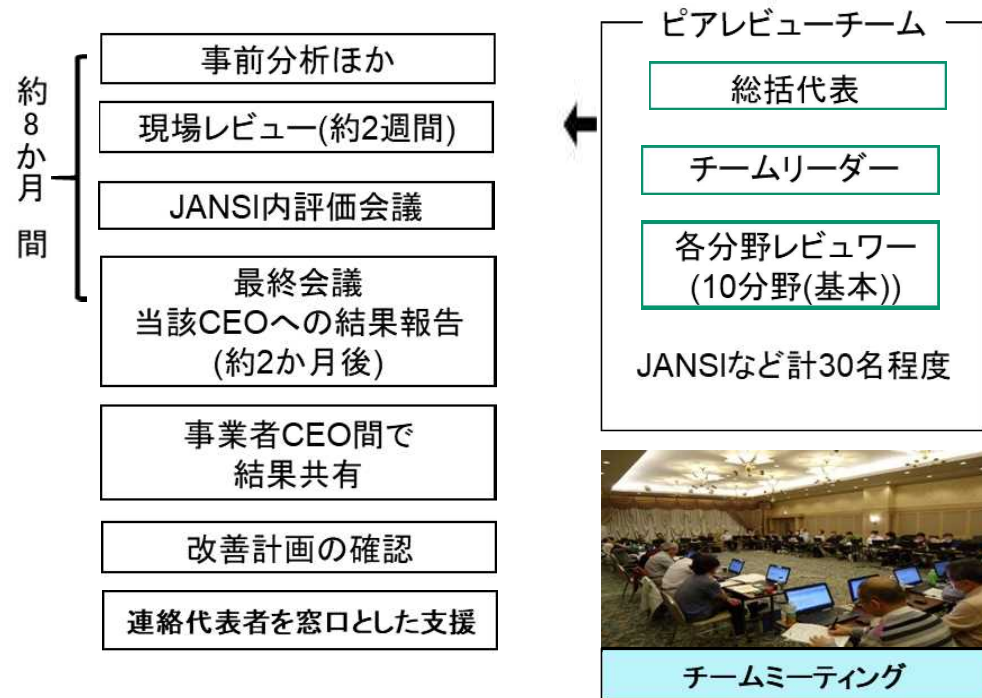 約8か月間
事前分析ほか
現場レビュー(約2週間)
JANSI内評価会議
最終会議
当該CEOへの結果報告
(約2か月後)
事業者CEO間で
結果共有
改善計画の確認
連絡代表者を窓口とした支援
ピアレビューチーム
総括代表
チームリーダー
各分野レビュワー
(10分野(基本))
JANSIなど計30名程度
チームミーティング